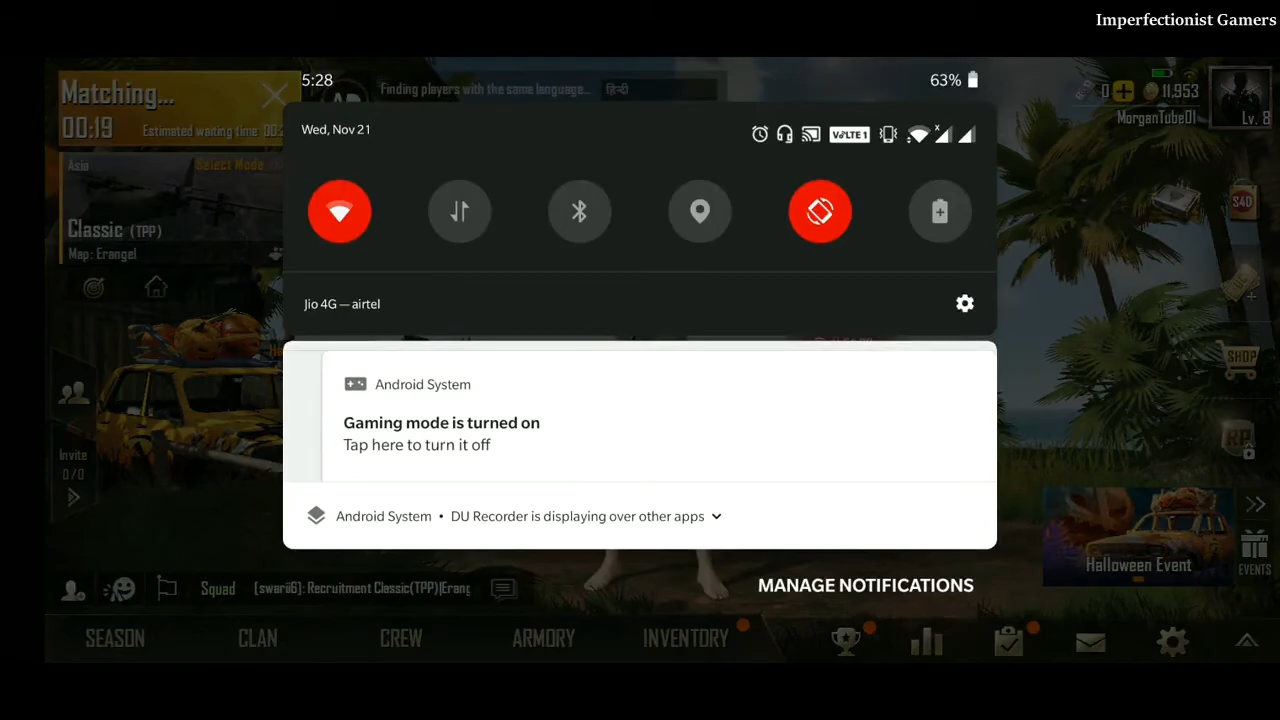 Imperfectionist Gamers
Matching...
00:19
Finding players with the same language...
हिन्दी
5:28
63%
0
11,953
MorganTube01
Lv. 8
Wed, Nov 21
VoLTE 1
Asia
Select Mode
Classic (TPP)
Map: Erangel
Jio 4G — airtel
Android System
Gaming mode is turned on
Tap here to turn it off
Android System • DU Recorder is displaying over other apps
MANAGE NOTIFICATIONS
Invite
0/0
SHOP
RP
Halloween Event
EVENTS
Squad
Recruitment Classic(TPP)|Erang
SEASON
CLAN
CREW
ARMORY
INVENTORY